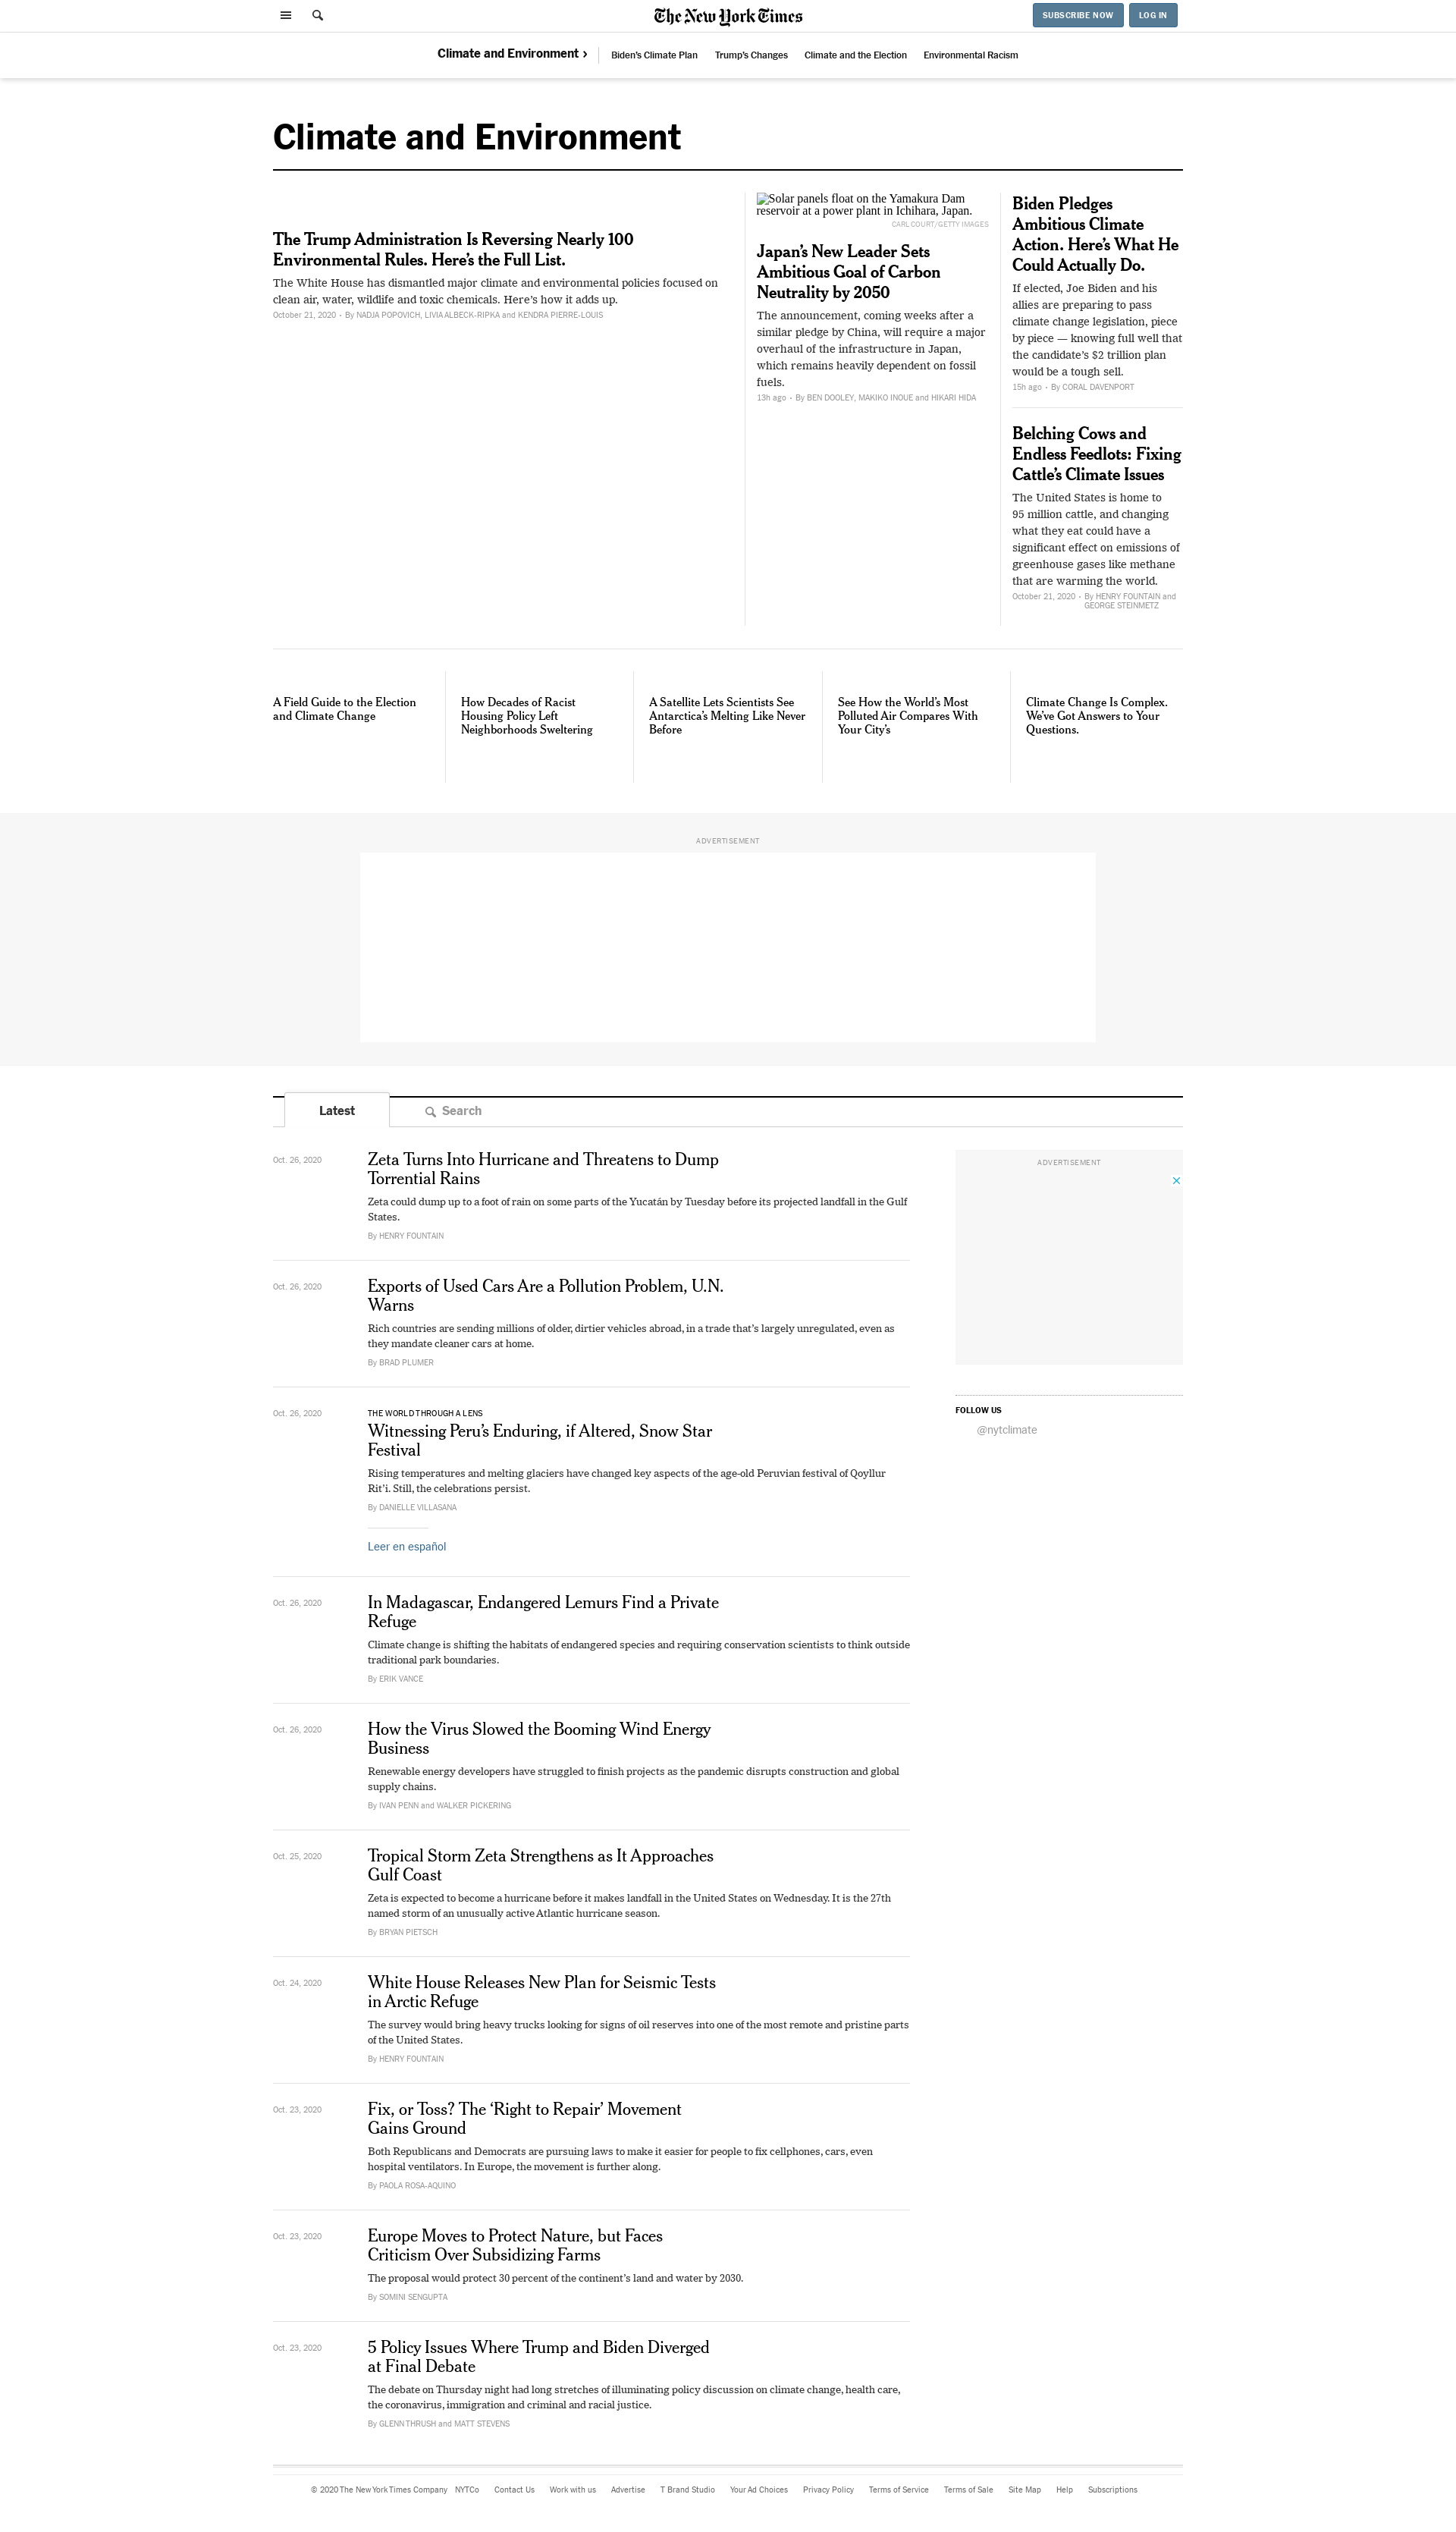 The New York Times
SUBSCRIBE NOW
LOG IN
Climate and Environment ›
Biden's Climate Plan
Trump's Changes
Climate and the Election
Environmental Racism
Climate and Environment
The Trump Administration Is Reversing Nearly 100
Environmental Rules. Here's the Full List.
The White House has dismantled major climate and environmental policies focused on
clean air, water, wildlife and toxic chemicals. Here's how it adds up.
October 21, 2020 • By NADJA POPOVICH, LIVIA ALBECK-RIPKA and KENDRA PIERRE-LOUIS
Solar panels float on the Yamakura Dam
reservoir at a power plant in Ichihara, Japan.
CARL COURT/GETTY IMAGES
Japan's New Leader Sets
Ambitious Goal of Carbon
Neutrality by 2050
The announcement, coming weeks after a
similar pledge by China, will require a major
overhaul of the infrastructure in Japan,
which remains heavily dependent on fossil
fuels.
13h ago • By BEN DOOLEY, MAKIKO INOUE and HIKARI HIDA
Biden Pledges
Ambitious Climate
Action. Here's What He
Could Actually Do.
If elected, Joe Biden and his
allies are preparing to pass
climate change legislation, piece
by piece — knowing full well that
the candidate's $2 trillion plan
would be a tough sell.
15h ago • By CORAL DAVENPORT
Belching Cows and
Endless Feedlots: Fixing
Cattle's Climate Issues
The United States is home to
95 million cattle, and changing
what they eat could have a
significant effect on emissions of
greenhouse gases like methane
that are warming the world.
October 21, 2020 • By HENRY FOUNTAIN and
GEORGE STEINMETZ
A Field Guide to the Election
and Climate Change
How Decades of Racist
Housing Policy Left
Neighborhoods Sweltering
A Satellite Lets Scientists See
Antarctica's Melting Like Never
Before
See How the World's Most
Polluted Air Compares With
Your City's
Climate Change Is Complex.
We've Got Answers to Your
Questions.
ADVERTISEMENT
Latest
Search
Oct. 26, 2020
Zeta Turns Into Hurricane and Threatens to Dump
Torrential Rains
Zeta could dump up to a foot of rain on some parts of the Yucatán by Tuesday before its projected landfall in the Gulf
States.
By HENRY FOUNTAIN
Oct. 26, 2020
Exports of Used Cars Are a Pollution Problem, U.N.
Warns
Rich countries are sending millions of older, dirtier vehicles abroad, in a trade that's largely unregulated, even as
they mandate cleaner cars at home.
By BRAD PLUMER
Oct. 26, 2020
THE WORLD THROUGH A LENS
Witnessing Peru's Enduring, if Altered, Snow Star
Festival
Rising temperatures and melting glaciers have changed key aspects of the age-old Peruvian festival of Qoyllur
Rit'i. Still, the celebrations persist.
By DANIELLE VILLASANA
Leer en español
Oct. 26, 2020
In Madagascar, Endangered Lemurs Find a Private
Refuge
Climate change is shifting the habitats of endangered species and requiring conservation scientists to think outside
traditional park boundaries.
By ERIK VANCE
Oct. 26, 2020
How the Virus Slowed the Booming Wind Energy
Business
Renewable energy developers have struggled to finish projects as the pandemic disrupts construction and global
supply chains.
By IVAN PENN and WALKER PICKERING
Oct. 25, 2020
Tropical Storm Zeta Strengthens as It Approaches
Gulf Coast
Zeta is expected to become a hurricane before it makes landfall in the United States on Wednesday. It is the 27th
named storm of an unusually active Atlantic hurricane season.
By BRYAN PIETSCH
Oct. 24, 2020
White House Releases New Plan for Seismic Tests
in Arctic Refuge
The survey would bring heavy trucks looking for signs of oil reserves into one of the most remote and pristine parts
of the United States.
By HENRY FOUNTAIN
Oct. 23, 2020
Fix, or Toss? The ‘Right to Repair’ Movement
Gains Ground
Both Republicans and Democrats are pursuing laws to make it easier for people to fix cellphones, cars, even
hospital ventilators. In Europe, the movement is further along.
By PAOLA ROSA-AQUINO
Oct. 23, 2020
Europe Moves to Protect Nature, but Faces
Criticism Over Subsidizing Farms
The proposal would protect 30 percent of the continent's land and water by 2030.
By SOMINI SENGUPTA
Oct. 23, 2020
5 Policy Issues Where Trump and Biden Diverged
at Final Debate
The debate on Thursday night had long stretches of illuminating policy discussion on climate change, health care,
the coronavirus, immigration and criminal and racial justice.
By GLENN THRUSH and MATT STEVENS
ADVERTISEMENT
FOLLOW US
@nytclimate
© 2020 The New York Times Company NYTCo Contact Us Work with us Advertise T Brand Studio Your Ad Choices Privacy Policy Terms of Service Terms of Sale Site Map Help Subscriptions